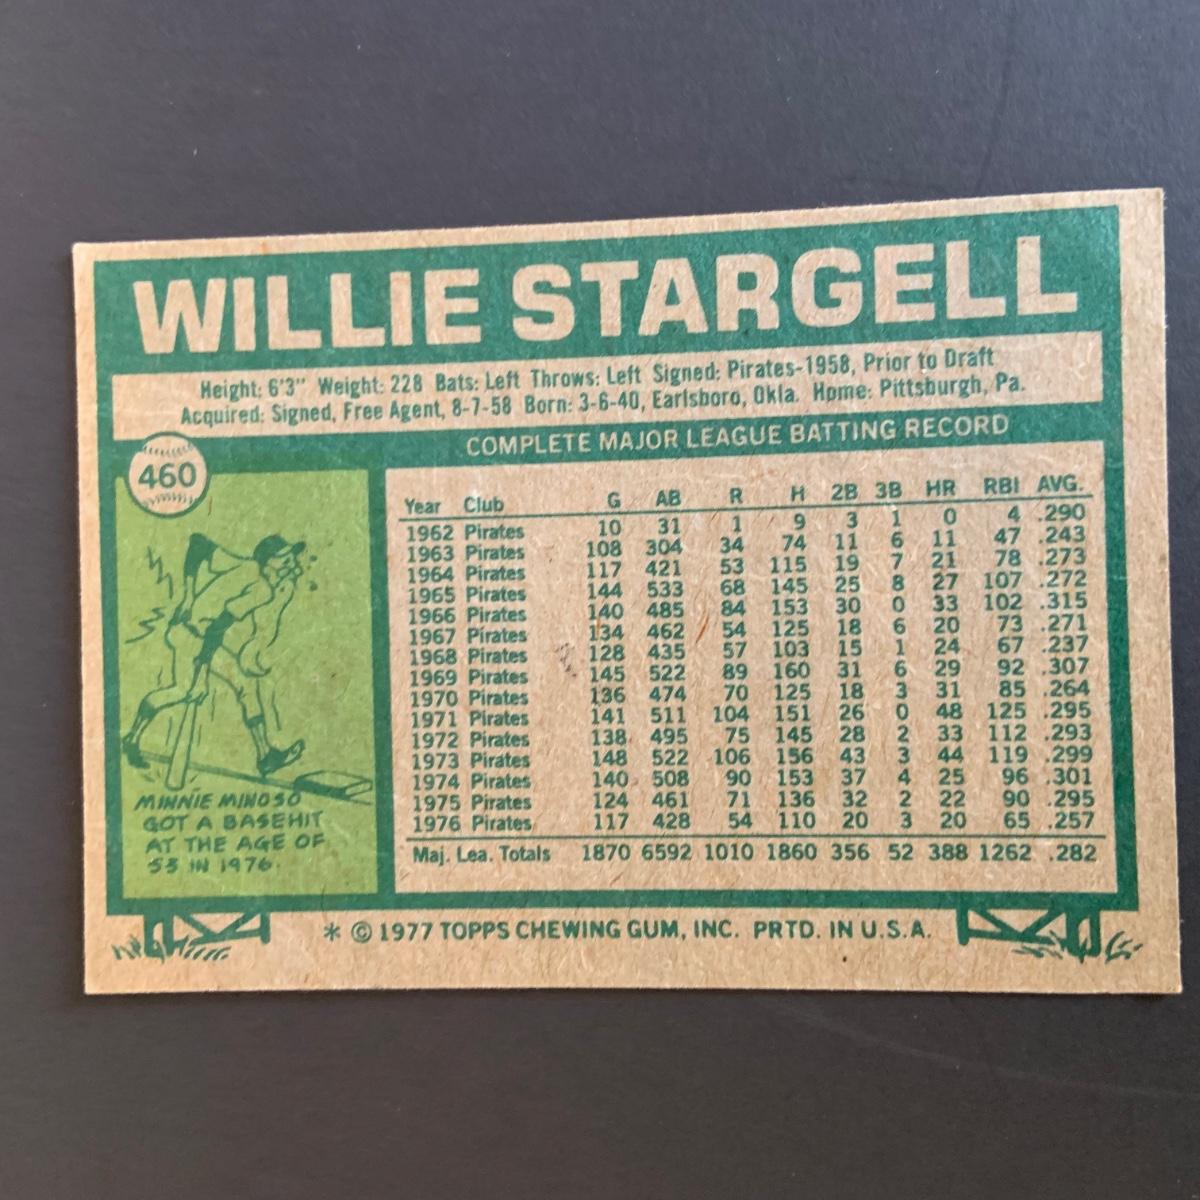 WILLIE STARGELL
Height: 6'3" Weight: 228 Bats: Left Throws: Left Signed: Pirates-1958, Prior to Draft
Acquired: Signed, Free Agent, 8-7-58 Born: 3-6-40, Earlsboro, Okla. Home: Pittsburgh, Pa.
COMPLETE MAJOR LEAGUE BATTING RECORD
460
Year Club G AB R H 2B 3B HR RBI AVG.
1962 Pirates 10 31 1 9 3 1 0 4 .290
1963 Pirates 108 304 34 74 11 6 11 47 .243
1964 Pirates 117 421 53 115 19 7 21 78 .273
1965 Pirates 144 533 68 145 25 8 27 107 .272
1966 Pirates 140 485 84 153 30 0 33 102 .315
1967 Pirates 134 462 54 125 18 6 20 73 .271
1968 Pirates 128 435 57 103 15 1 24 67 .237
1969 Pirates 145 522 89 160 31 6 29 92 .307
1970 Pirates 136 474 70 125 18 3 31 85 .264
1971 Pirates 141 511 104 151 26 0 48 125 .295
1972 Pirates 138 495 75 145 28 2 33 112 .293
1973 Pirates 148 522 106 156 43 3 44 119 .299
1974 Pirates 140 508 90 153 37 4 25 96 .301
1975 Pirates 124 461 71 136 32 2 22 90 .295
1976 Pirates 117 428 54 110 20 3 20 65 .257
Maj. Lea. Totals 1870 6592 1010 1860 356 52 388 1262 .282
MINNIE MINOSO
GOT A BASEHIT
AT THE AGE OF
53 IN 1976.
* © 1977 TOPPS CHEWING GUM, INC. PRTD. IN U.S.A.